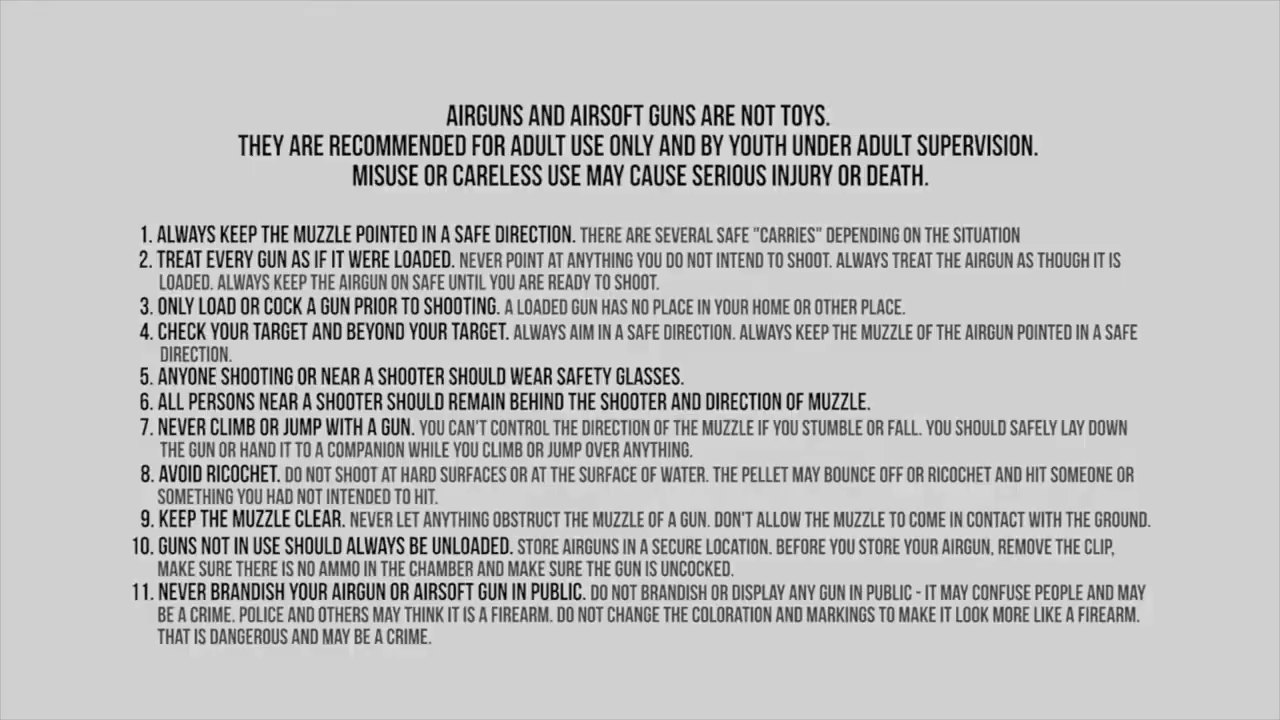 AIRGUNS AND AIRSOFT GUNS ARE NOT TOYS.
THEY ARE RECOMMENDED FOR ADULT USE ONLY AND BY YOUTH UNDER ADULT SUPERVISION.
MISUSE OR CARELESS USE MAY CAUSE SERIOUS INJURY OR DEATH.
1. ALWAYS KEEP THE MUZZLE POINTED IN A SAFE DIRECTION. THERE ARE SEVERAL SAFE "CARRIES" DEPENDING ON THE SITUATION
2. TREAT EVERY GUN AS IF IT WERE LOADED. NEVER POINT AT ANYTHING YOU DO NOT INTEND TO SHOOT. ALWAYS TREAT THE AIRGUN AS THOUGH IT IS
LOADED. ALWAYS KEEP THE AIRGUN ON SAFE UNTIL YOU ARE READY TO SHOOT.
3. ONLY LOAD OR COCK A GUN PRIOR TO SHOOTING. A LOADED GUN HAS NO PLACE IN YOUR HOME OR OTHER PLACE.
4. CHECK YOUR TARGET AND BEYOND YOUR TARGET. ALWAYS AIM IN A SAFE DIRECTION. ALWAYS KEEP THE MUZZLE OF THE AIRGUN POINTED IN A SAFE
DIRECTION.
5. ANYONE SHOOTING OR NEAR A SHOOTER SHOULD WEAR SAFETY GLASSES.
6. ALL PERSONS NEAR A SHOOTER SHOULD REMAIN BEHIND THE SHOOTER AND DIRECTION OF MUZZLE.
7. NEVER CLIMB OR JUMP WITH A GUN. YOU CAN'T CONTROL THE DIRECTION OF THE MUZZLE IF YOU STUMBLE OR FALL. YOU SHOULD SAFELY LAY DOWN
THE GUN OR HAND IT TO A COMPANION WHILE YOU CLIMB OR JUMP OVER ANYTHING.
8. AVOID RICOCHET. DO NOT SHOOT AT HARD SURFACES OR AT THE SURFACE OF WATER. THE PELLET MAY BOUNCE OFF OR RICOCHET AND HIT SOMEONE OR
SOMETHING YOU HAD NOT INTENDED TO HIT.
9. KEEP THE MUZZLE CLEAR. NEVER LET ANYTHING OBSTRUCT THE MUZZLE OF A GUN. DON'T ALLOW THE MUZZLE TO COME IN CONTACT WITH THE GROUND.
10. GUNS NOT IN USE SHOULD ALWAYS BE UNLOADED. STORE AIRGUNS IN A SECURE LOCATION. BEFORE YOU STORE YOUR AIRGUN, REMOVE THE CLIP,
MAKE SURE THERE IS NO AMMO IN THE CHAMBER AND MAKE SURE THE GUN IS UNCOCKED.
11. NEVER BRANDISH YOUR AIRGUN OR AIRSOFT GUN IN PUBLIC. DO NOT BRANDISH OR DISPLAY ANY GUN IN PUBLIC - IT MAY CONFUSE PEOPLE AND MAY
BE A CRIME. POLICE AND OTHERS MAY THINK IT IS A FIREARM. DO NOT CHANGE THE COLORATION AND MARKINGS TO MAKE IT LOOK MORE LIKE A FIREARM.
THAT IS DANGEROUS AND MAY BE A CRIME.